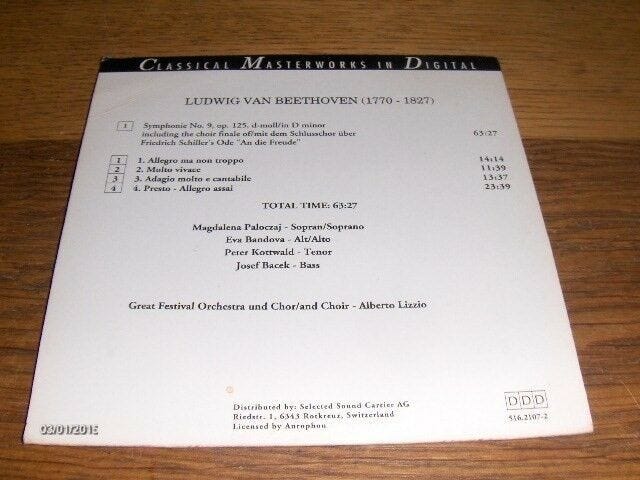 CLASSICAL MASTERWORKS IN DIGITAL
LUDWIG VAN BEETHOVEN (1770 - 1827)
1 Symphonie No. 9, op. 125. d-moll/in D minor
including the choir finale of/mit dem Schlusschor über 63:27
Friedrich Schiller's Ode "An die Freude"
1 1. Allegro ma non troppo 14:14
2 2. Molto vivace 11:39
3 3. Adagio molto e cantabile 13:37
4 4. Presto - Allegro assai 23:39
TOTAL TIME: 63:27
Magdalena Paloczaj - Sopran/Soprano
Eva Bandova - Alt/Alto
Peter Kottwald - Tenor
Josef Bacek - Bass
Great Festival Orchestra und Chor/and Choir - Alberto Lizzio
Distributed by: Selected Sound Cartier AG
Riedstr. 1, 6343 Rotkreuz, Switzerland
Licensed by Aurophon
DDD
516.2107-2
03/01/2015